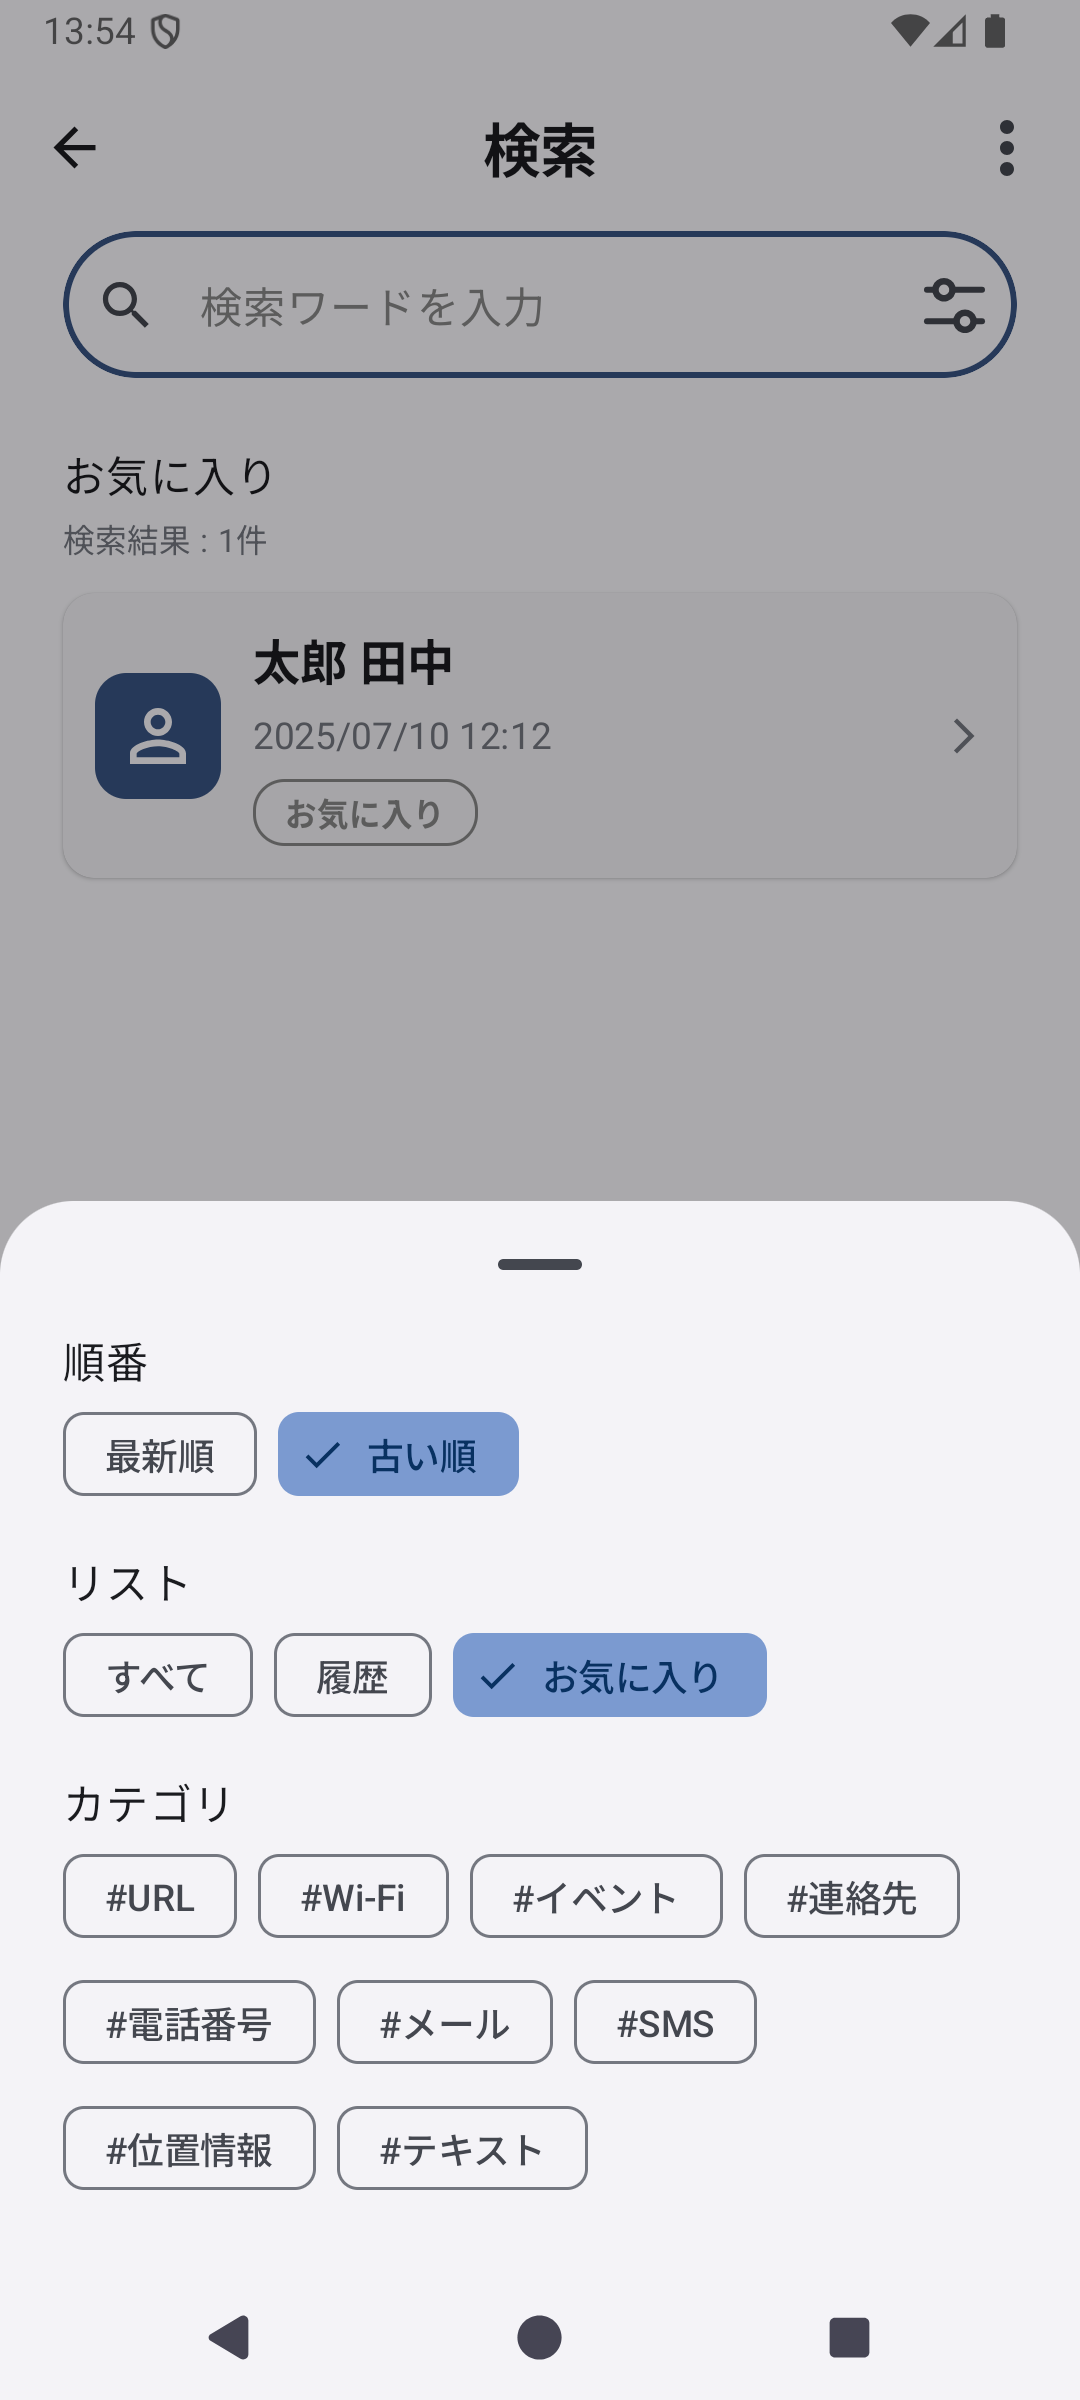 13:54
検索
検索ワードを入力
お気に入り
検索結果 : 1件
太郎 田中
2025/07/10 12:12
お気に入り
順番
最新順 古い順
リスト
すべて 履歴 お気に入り
カテゴリ
#URL #Wi-Fi #イベント #連絡先
#電話番号 #メール #SMS
#位置情報 #テキスト